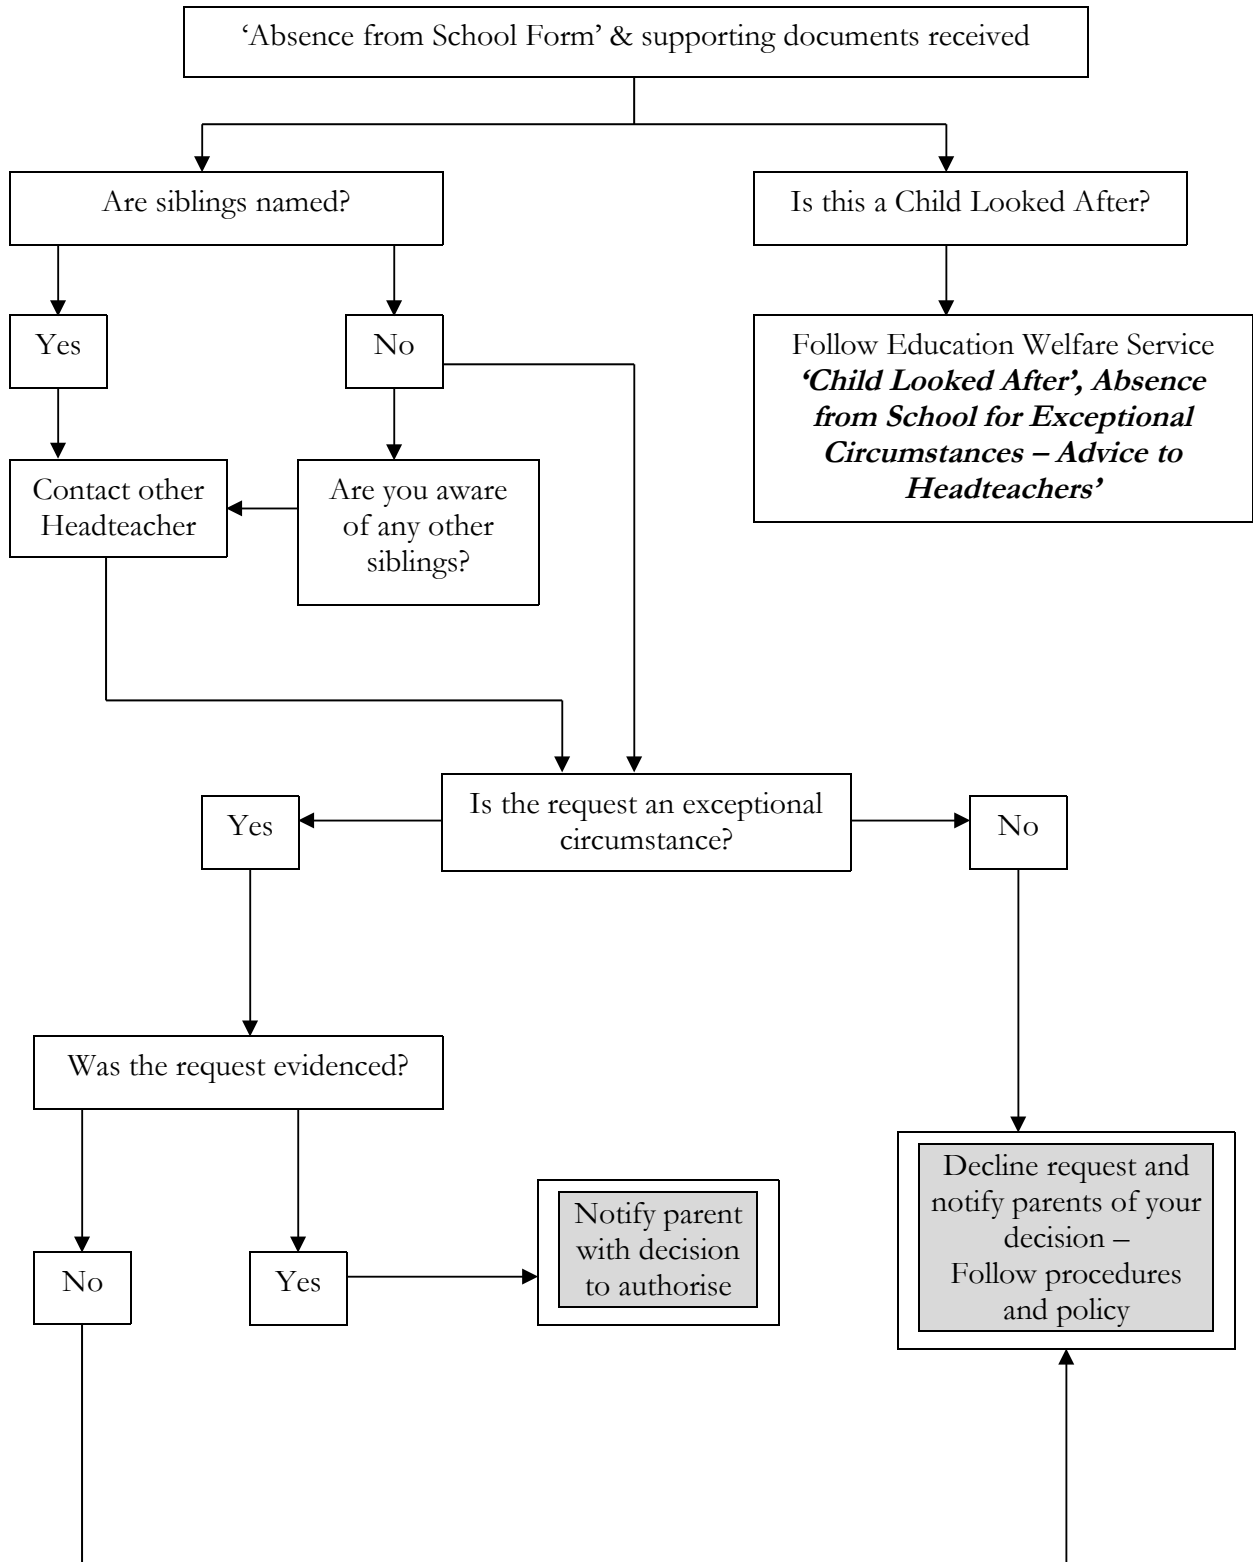 ‘Absence from School Form’ & supporting documents received
Are siblings named?
Is this a Child Looked After?
Yes
No
Follow Education Welfare Service
‘Child Looked After’, Absence
from School for Exceptional
Circumstances – Advice to
Headteachers’
Contact other
Headteacher
Are you aware
of any other
siblings?
Is the request an exceptional
circumstance?
Yes
No
Was the request evidenced?
Decline request and
notify parents of your
decision –
Follow procedures
and policy
Notify parent
with decision
to authorise
No
Yes